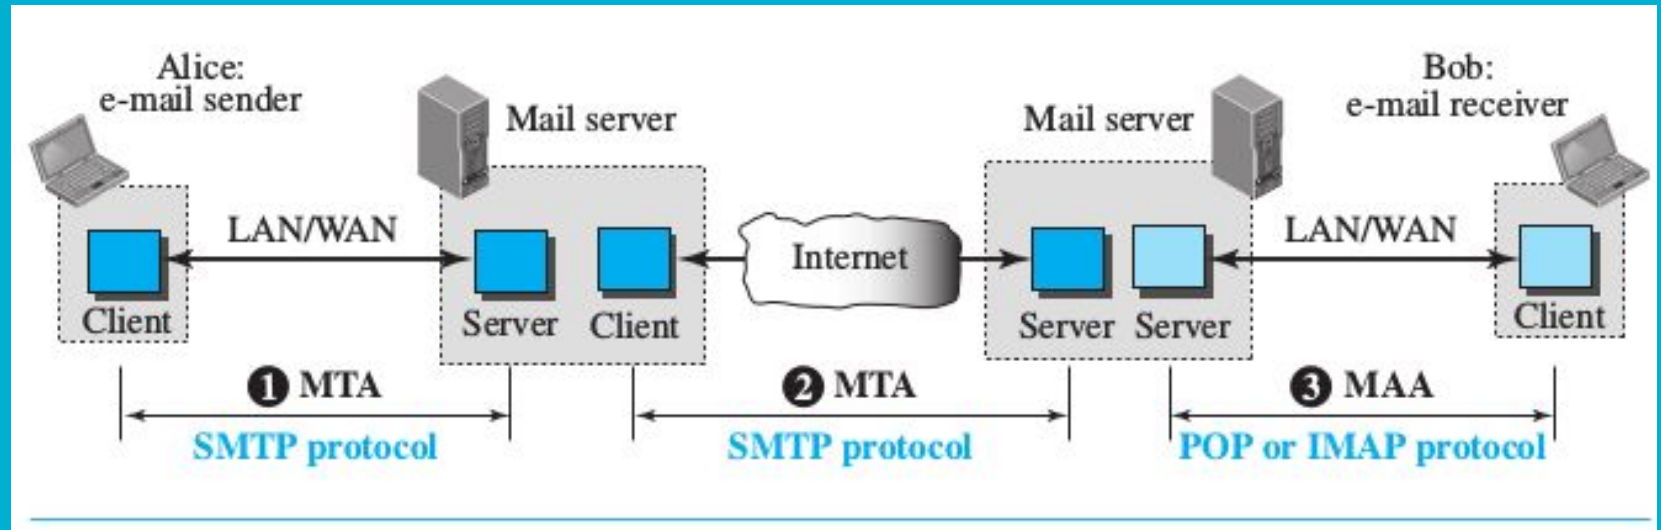 Alice:
e-mail sender
Mail server
Mail server
Bob:
e-mail receiver
LAN/WAN
Internet
LAN/WAN
Client
Server
Client
Server
Server
Client
1 MTA
SMTP protocol
2 MTA
SMTP protocol
3 MAA
POP or IMAP protocol